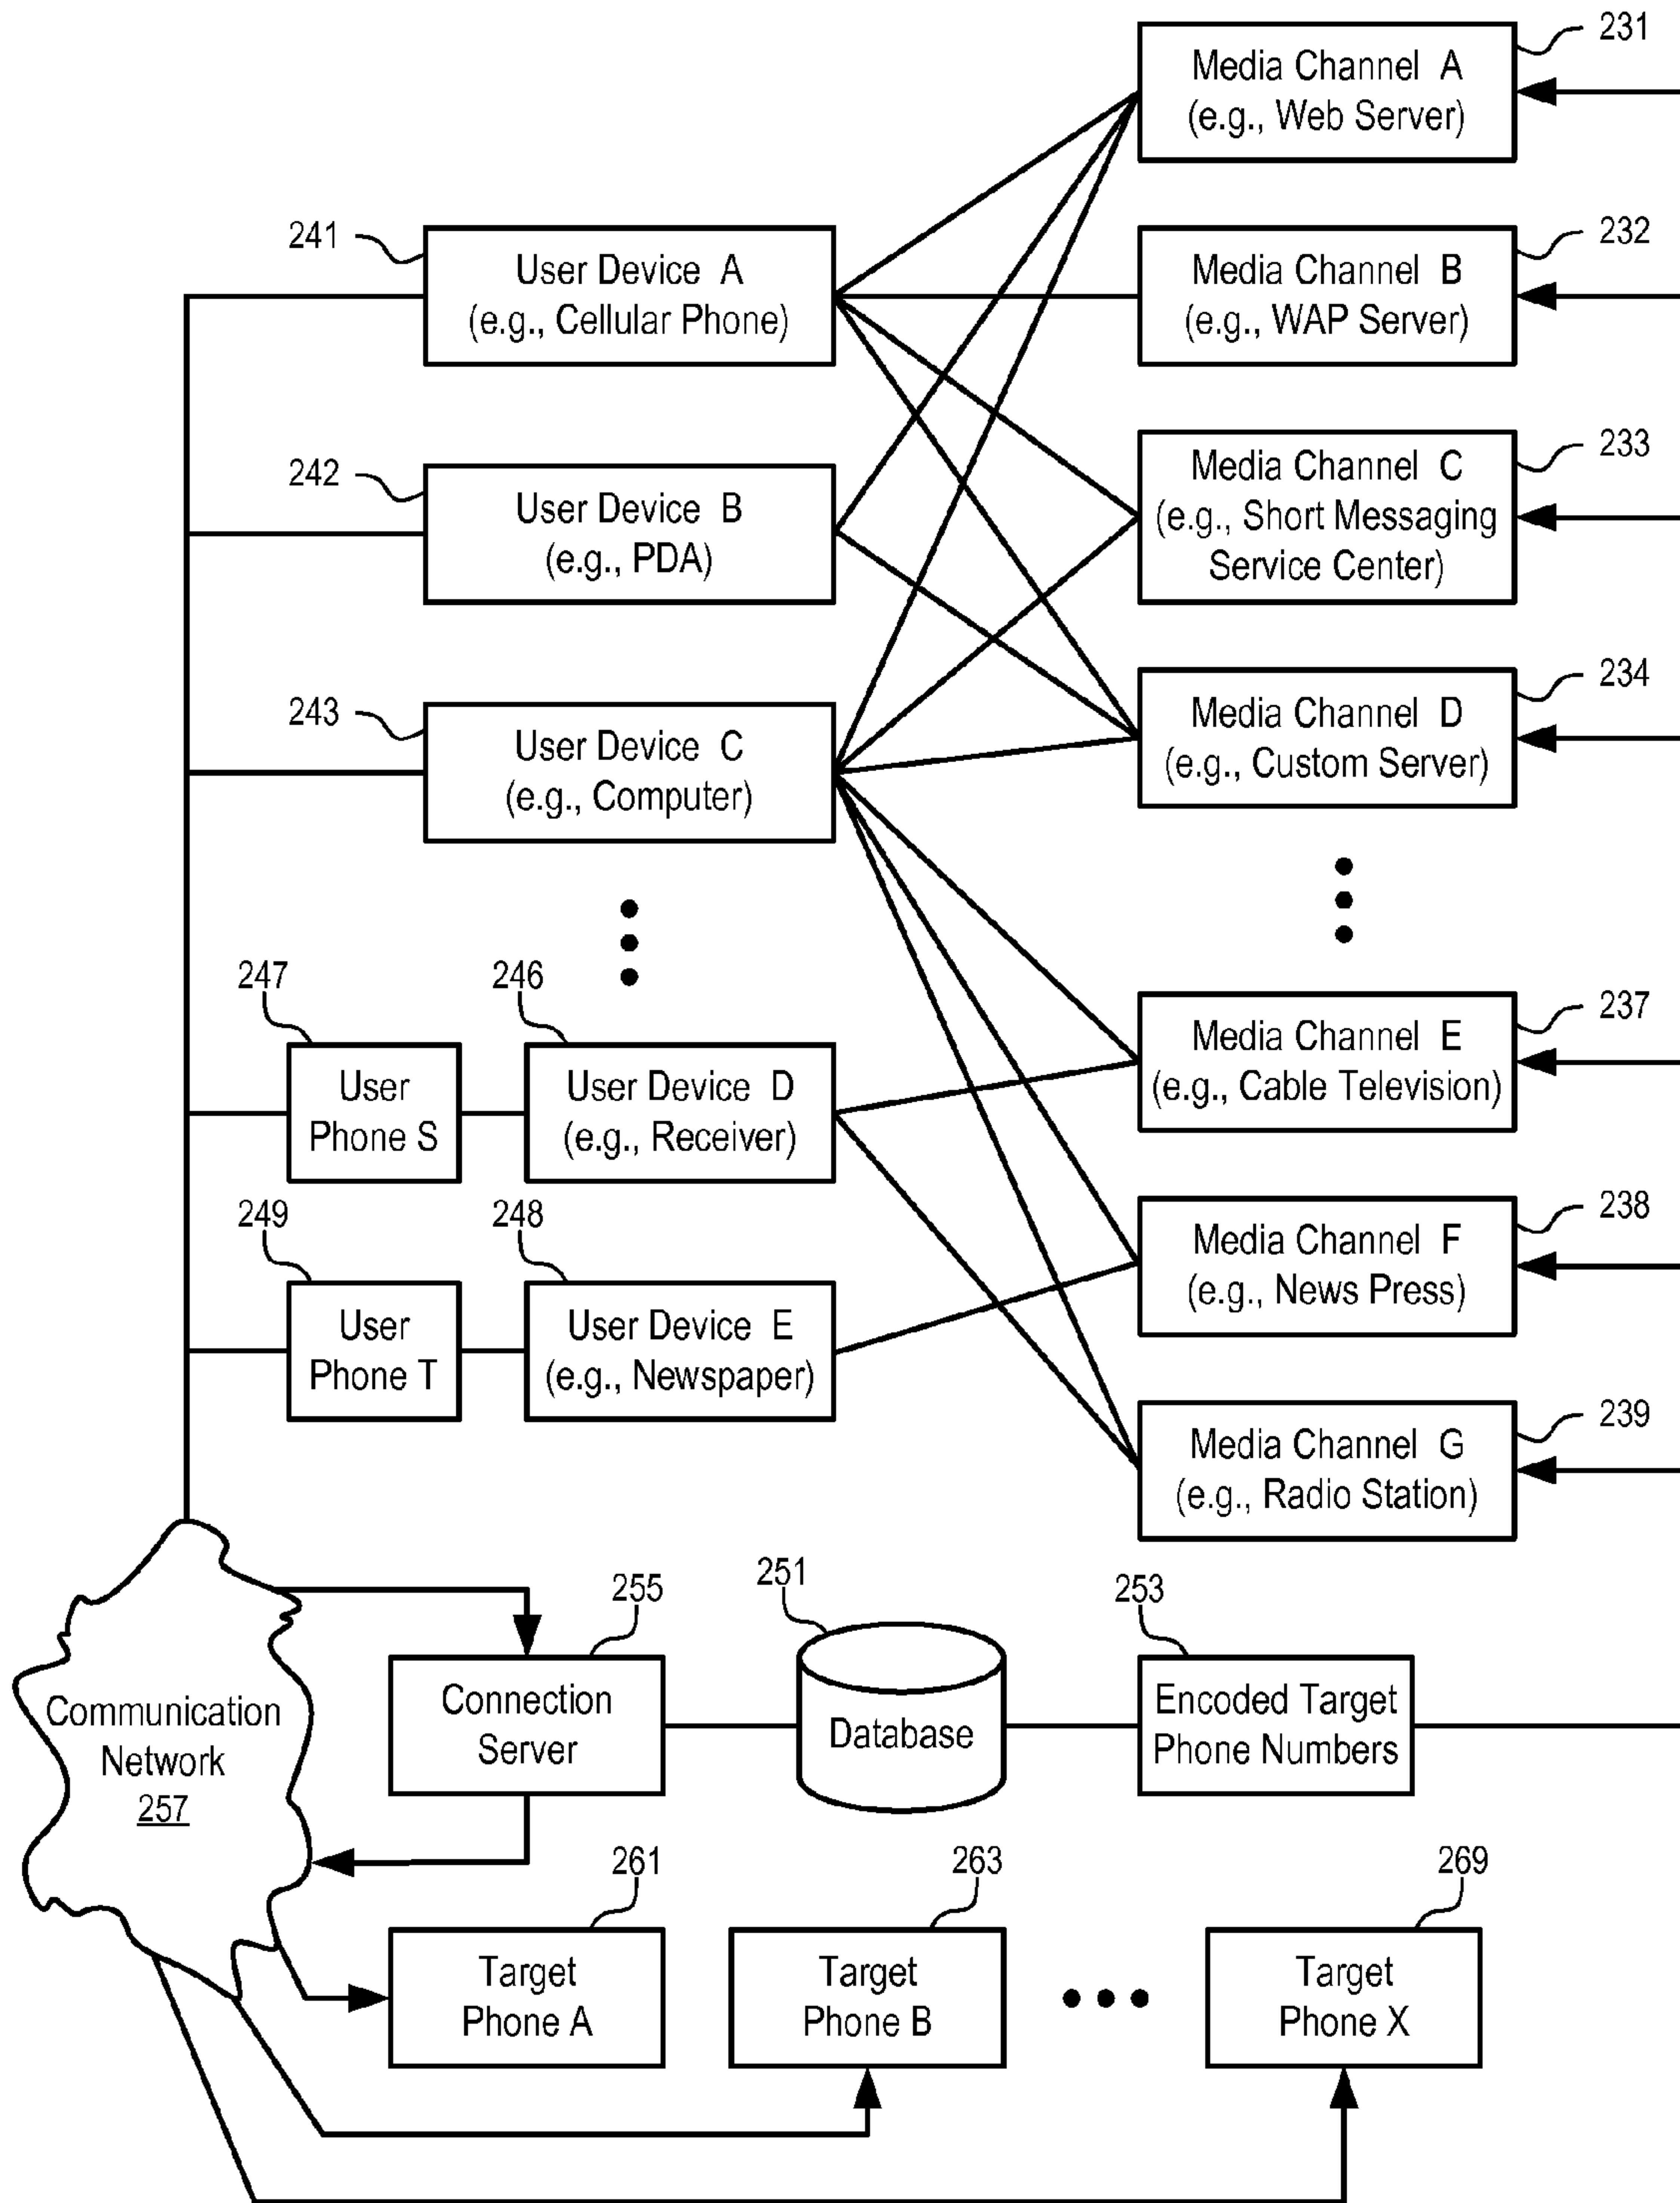 231
Media Channel A
(e.g., Web Server)
241
User Device A
(e.g., Cellular Phone)
232
Media Channel B
(e.g., WAP Server)
242
User Device B
(e.g., PDA)
233
Media Channel C
(e.g., Short Messaging
Service Center)
243
User Device C
(e.g., Computer)
234
Media Channel D
(e.g., Custom Server)
247
User
Phone S
246
User Device D
(e.g., Receiver)
237
Media Channel E
(e.g., Cable Television)
249
User
Phone T
248
User Device E
(e.g., Newspaper)
238
Media Channel F
(e.g., News Press)
239
Media Channel G
(e.g., Radio Station)
Communication
Network
257
255
Connection
Server
251
Database
253
Encoded Target
Phone Numbers
261
Target
Phone A
263
Target
Phone B
269
Target
Phone X